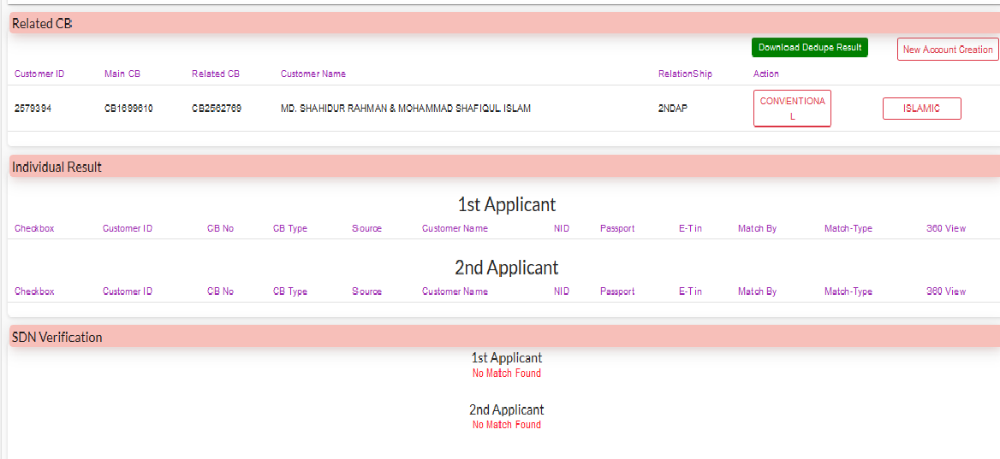 Related CB
Download Dedupe Result
New Account Creation
Customer ID Main CB Related CB Customer Name RelationShip Action
2579394 CB1699610 CB2562769 MD. SHAHIDUR RAHMAN & MOHAMMAD SHAFIQUL ISLAM 2NDAP CONVENTIONA ISLAMIC
L
Individual Result
1st Applicant
Checkbox Customer ID CB No CB Type Source Customer Name NID Passport E-Tin Match By Match-Type 360 View
2nd Applicant
Checkbox Customer ID CB No CB Type Source Customer Name NID Passport E-Tin Match By Match-Type 360 View
SDN Verification
1st Applicant
No Match Found
2nd Applicant
No Match Found